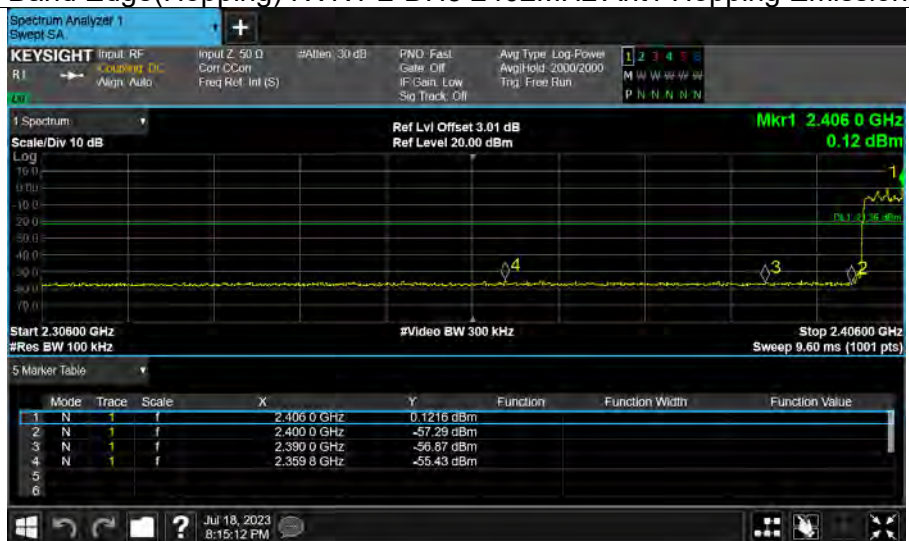 Spectrum Analyzer 1
Swept SA
+
KEYSIGHT Input: RF
Coupling: DC
Align: Auto
Input Z: 50 Ω
Corr CCorr
Freq Ref: Int (S)
#Atten: 30 dB
PNO: Fast
Gate: Off
IF Gain: Low
Sig Track: Off
Avg Type: Log-Power
Avg|Hold: 2000/2000
Trig: Free Run
1 2 3 4 5 6
M W W W W W
P N N N N N
1 Spectrum
Scale/Div 10 dB
Log
Ref Lvl Offset 3.01 dB
Ref Level 20.00 dBm
Mkr1 2.406 0 GHz
0.12 dBm
1
4
3
2
Start 2.30600 GHz
#Res BW 100 kHz
#Video BW 300 kHz
Stop 2.40600 GHz
Sweep 9.60 ms (1001 pts)
5 Marker Table
Mode Trace Scale X Y Function Function Width Function Value
1 N 1 f 2.406 0 GHz 0.1216 dBm
2 N 1 f 2.400 0 GHz -57.29 dBm
3 N 1 f 2.390 0 GHz -56.87 dBm
4 N 1 f 2.359 8 GHz -55.43 dBm
5
6
?
Jul 18, 2023
8:15:12 PM